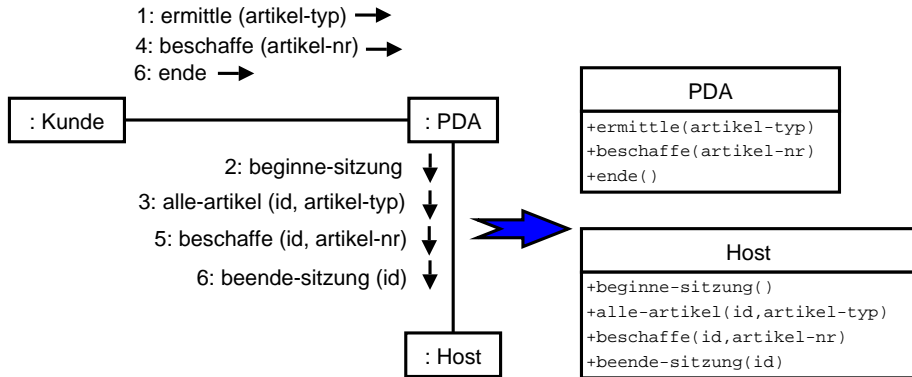 1: ermittle (artikel-typ)
4: beschaffe (artikel-nr)
6: ende
: Kunde
: PDA
2: beginne-sitzung
3: alle-artikel (id, artikel-typ)
5: beschaffe (id, artikel-nr)
6: beende-sitzung (id)
: Host
PDA
+ermittle(artikel-typ)
+beschaffe(artikel-nr)
+ende()
Host
+beginne-sitzung()
+alle-artikel(id,artikel-typ)
+beschaffe(id,artikel-nr)
+beende-sitzung(id)